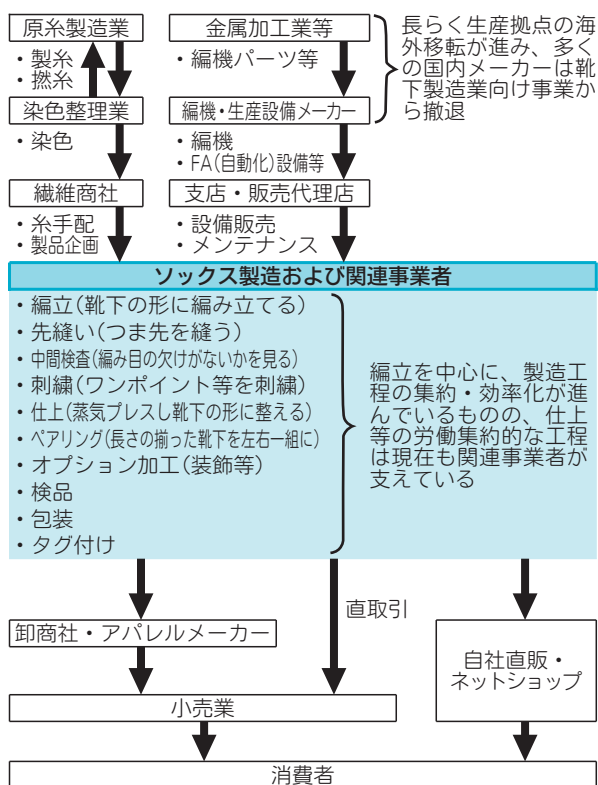 原糸製造業
・製糸
・撚糸
染色整理業
・染色
繊維商社
・糸手配
・製品企画
金属加工業等
・編機パーツ等
編機・生産設備メーカー
・編機
・FA(自動化)設備等
支店・販売代理店
・設備販売
・メンテナンス
長らく生産拠点の海
外移転が進み、多く
の国内メーカーは靴
下製造業向け事業か
ら撤退
ソックス製造および関連事業者
・編立(靴下の形に編み立てる)
・先縫い(つま先を縫う)
・中間検査(編み目の欠けがないかを見る)
・刺繍(ワンポイント等を刺繍)
・仕上(蒸気プレスし靴下の形に整える)
・ペアリング(長さの揃った靴下を左右一組に)
・オプション加工(装飾等)
・検品
・包装
・タグ付け
編立を中心に、製造工
程の集約・効率化が進
んでいるものの、仕上
等の労働集約的な工程
は現在も関連事業者が
支えている
直取引
卸商社・アパレルメーカー
自社直販・
ネットショップ
小売業
消費者